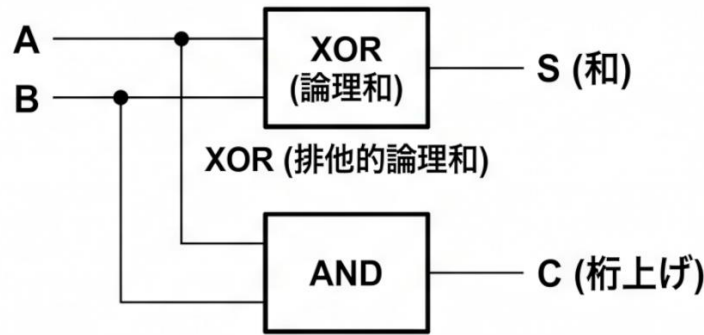 A
B
XOR
(論理和)
S (和)
XOR (排他的論理和)
AND
C (桁上げ)